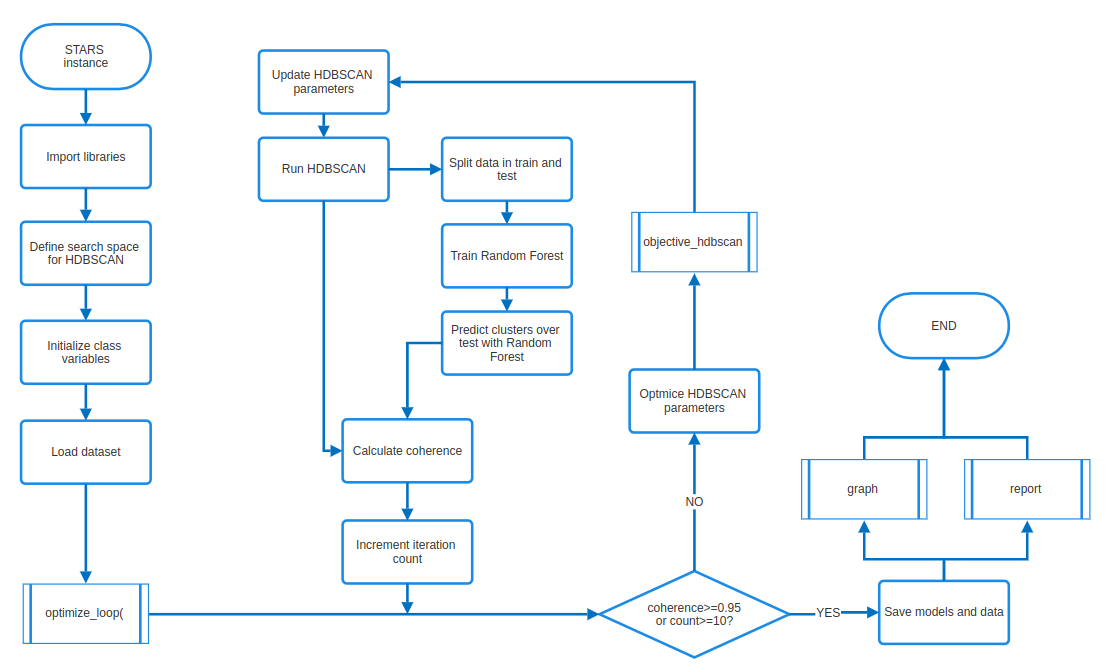 STARS
instance
Import libraries
Define search space
for HDBSCAN
Initialize class
variables
Load dataset
optimize_loop(
Update HDBSCAN
parameters
Run HDBSCAN
Split data in train and
test
Train Random Forest
Predict clusters over
test with Random
Forest
Calculate coherence
Increment iteration
count
objective_hdbscan
Optmice HDBSCAN
parameters
NO
coherence>=0.95
or count>=10?
YES
END
graph
report
Save models and data